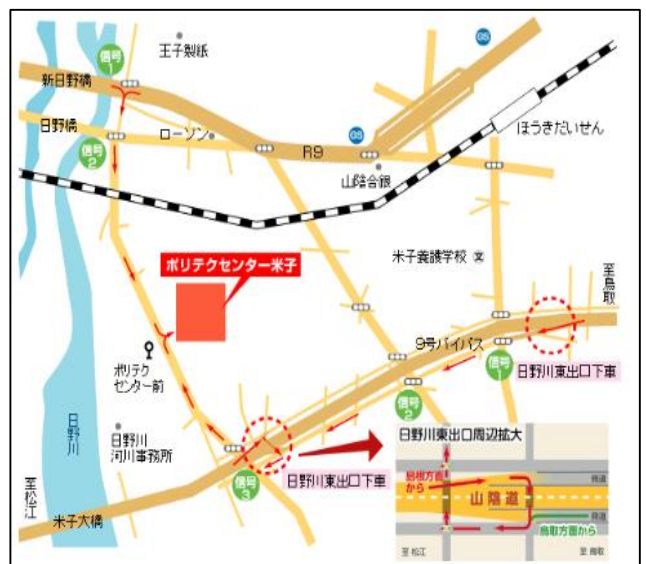 王子製紙
GS
信号
1
新日野橋
日野橋
ローソン
GS
ほうきだいせん
信号
2
R9
山陰合銀
ポリテクセンター米子
米子養護学校
文
至鳥取
9号バイパス
信号
1
日野川東出口下車
ポリテク
センター前
信号
2
日野川
日野川
河川事務所
日野川東出口周辺拡大
島根方面
から
側道
山陰道
側道
鳥取方面から
至 松江
至 鳥取
信号
3
日野川東出口下車
至松江
米子大橋